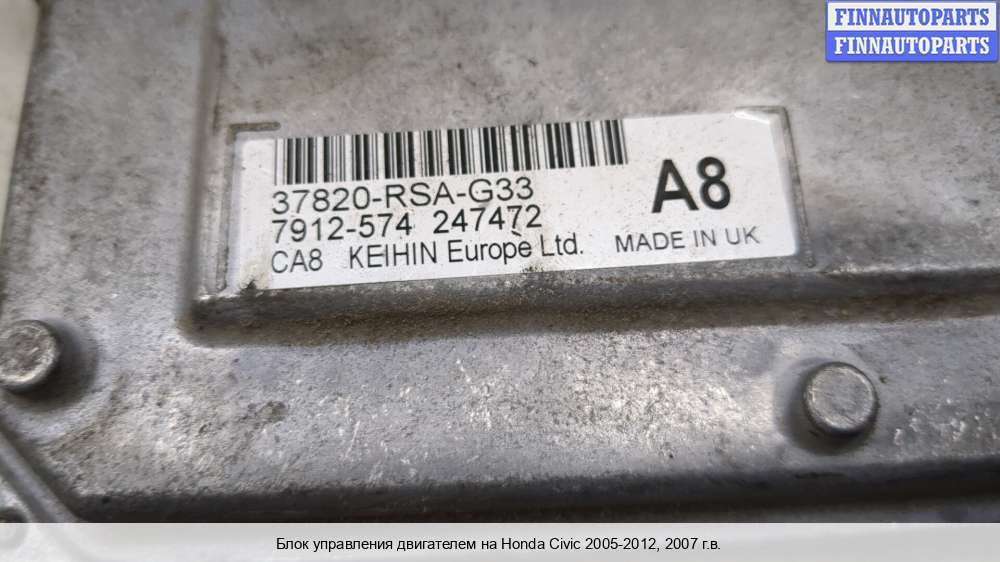 FINNAUTOPARTS
FINNAUTOPARTS
37820-RSA-G33
7912-574 247472
A8
CA8 KEIHIN Europe Ltd. MADE IN UK
Блок управления двигателем на Honda Civic 2005-2012, 2007 г.в.